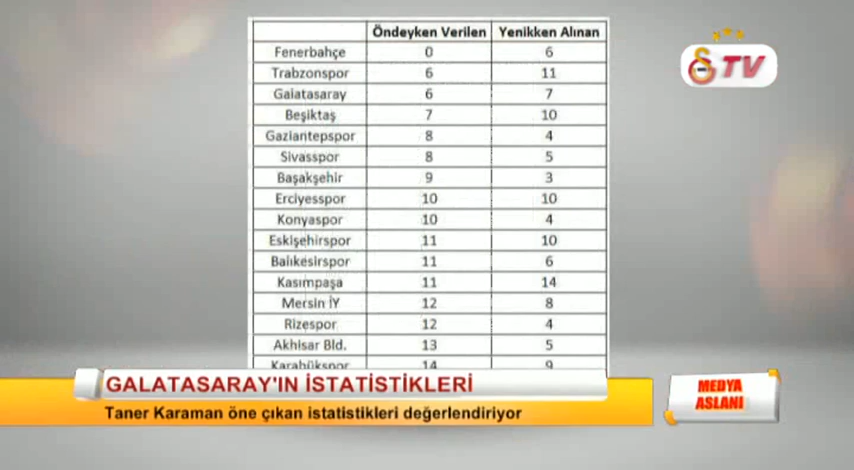 Öndeyken Verilen Yenikken Alınan
Fenerbahçe 0 6
Trabzonspor 6 11
Galatasaray 6 7
Beşiktaş 7 10
Gaziantepspor 8 4
Sivasspor 8 5
Başakşehir 9 3
Erciyesspor 10 10
Konyaspor 10 4
Eskişehirspor 11 10
Balıkesirspor 11 6
Kasımpaşa 11 14
Mersin İY 12 8
Rizespor 12 4
Akhisar Bld. 13 5
Karabükspor 14 9
GS TV
GALATASARAY'IN İSTATİSTİKLERİ
Taner Karaman öne çıkan istatistikleri değerlendiriyor
MEDYA
ASLANI